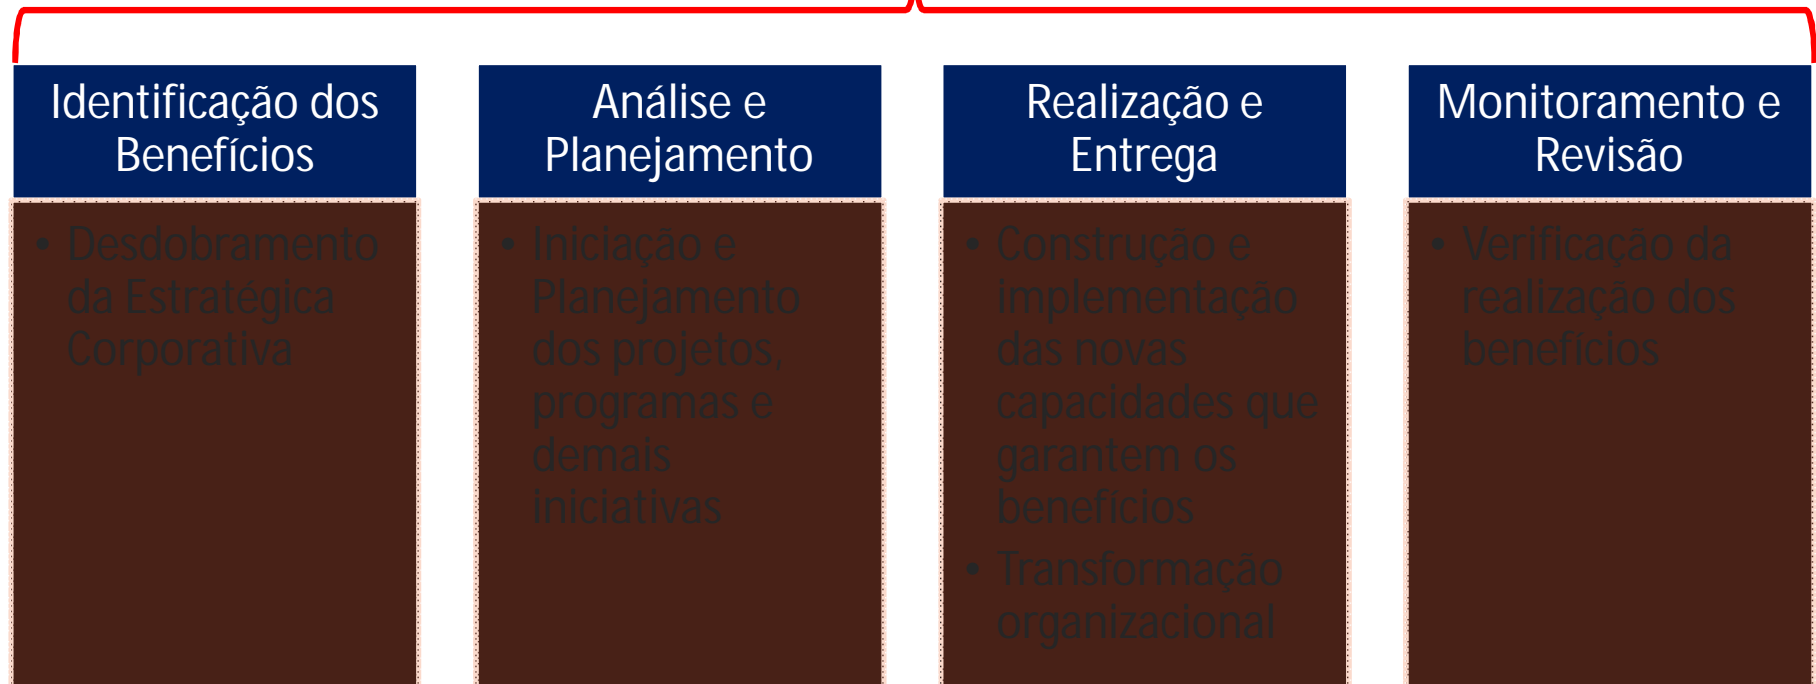 Identificação dos
Benefícios
• Desdobramento
da Estratégica
Corporativa
Análise e
Planejamento
• Iniciação e
Planejamento
dos projetos,
programas e
demais
iniciativas
Realização e
Entrega
• Construção e
implementação
das novas
capacidades que
garantem os
benefícios
• Transformação
organizacional
Monitoramento e
Revisão
• Verificação da
realização dos
benefícios